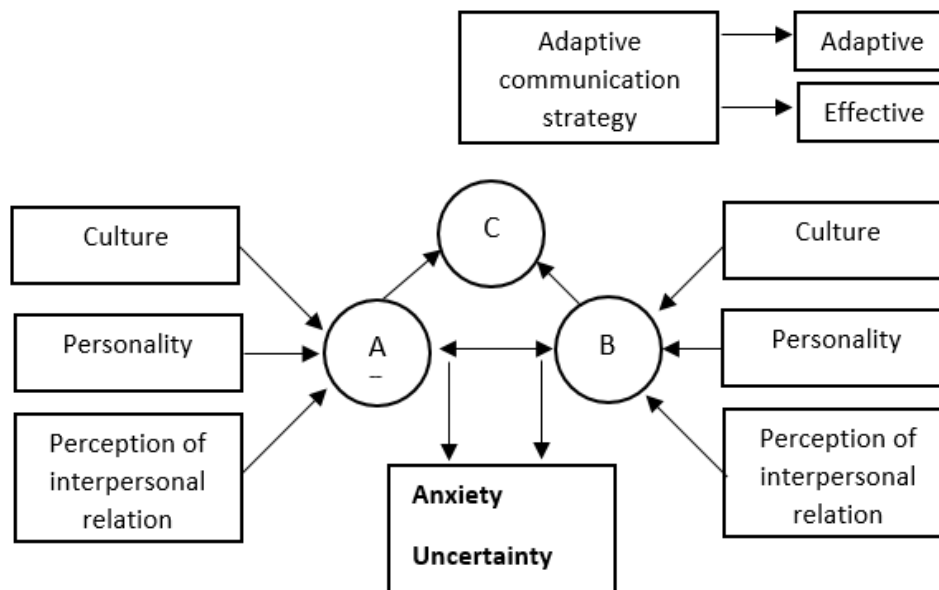 Adaptive
communication
strategy
Adaptive
Effective
C
Culture
Personality
Perception of
interpersonal
relation
A
B
Culture
Personality
Perception of
interpersonal
relation
Anxiety
Uncertainty